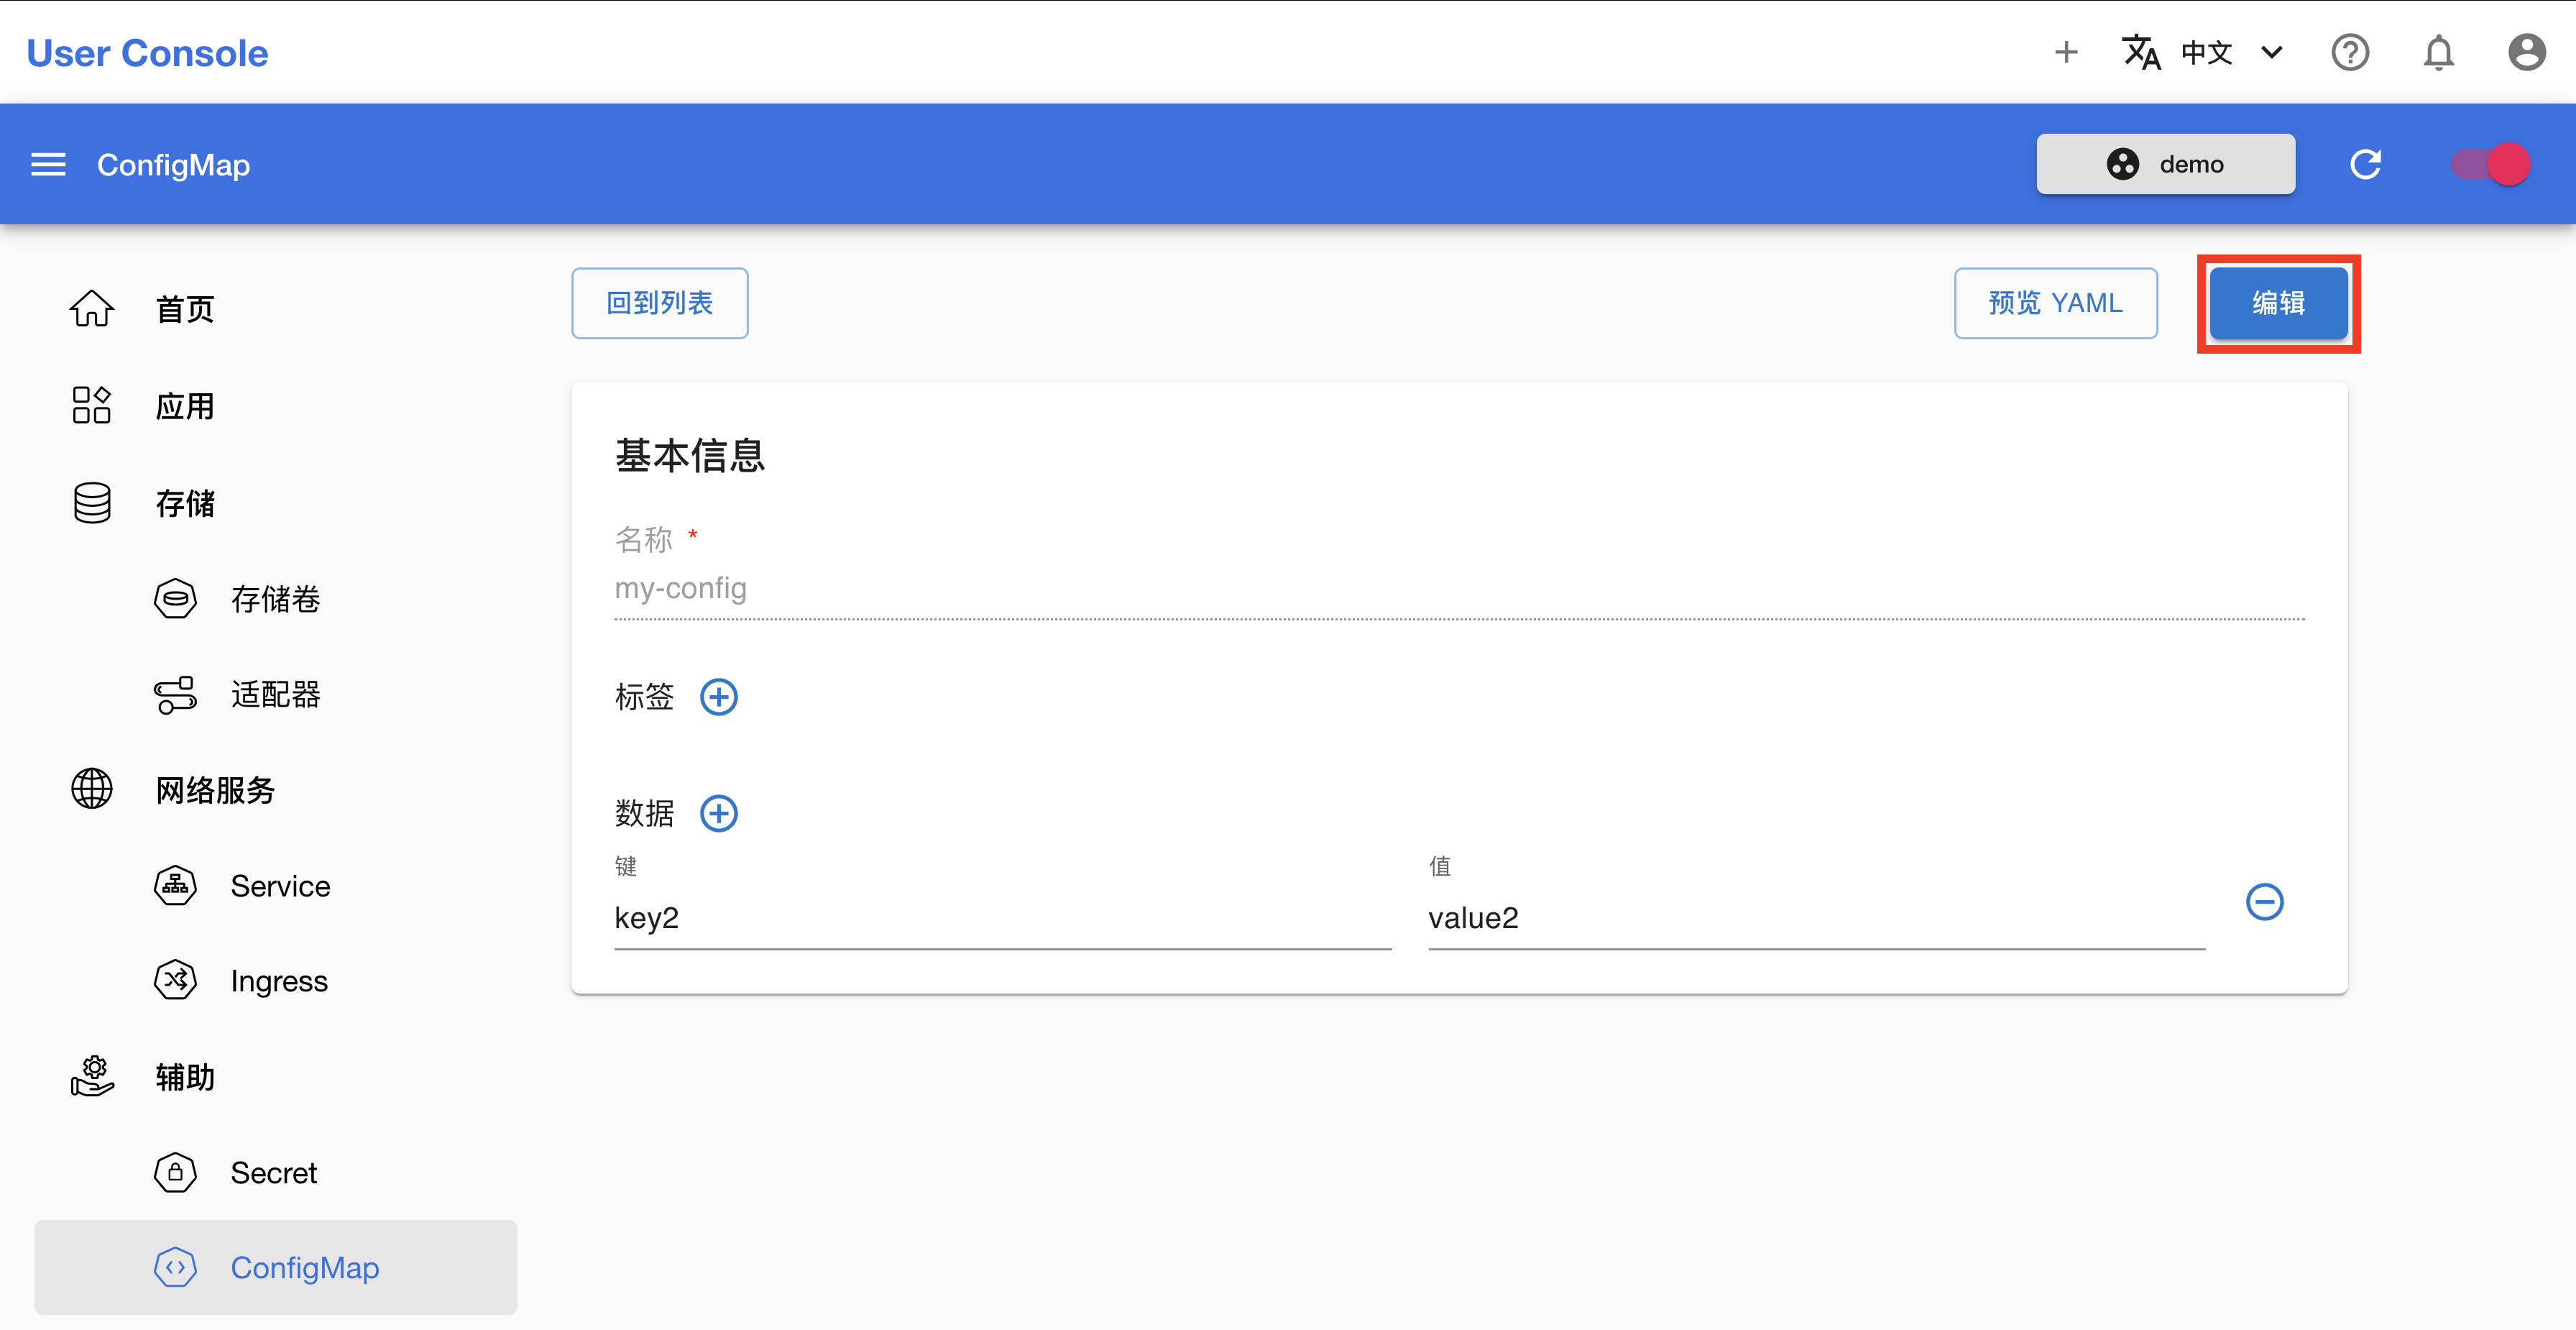 User Console
中文
ConfigMap
demo
首页
应用
存储
存储卷
适配器
网络服务
Service
Ingress
辅助
Secret
ConfigMap
回到列表
预览 YAML
编辑
基本信息
名称 *
my-config
标签
数据
键
值
key2
value2